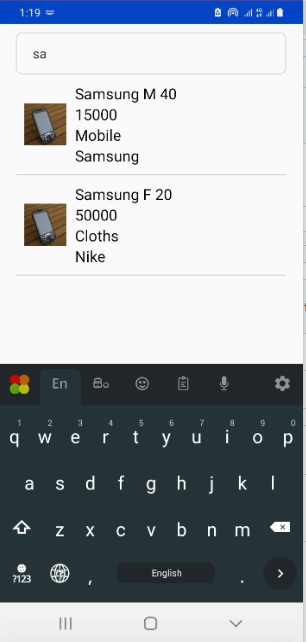 1:19
sa
Samsung M 40
15000
Mobile
Samsung
Samsung F 20
50000
Cloths
Nike
En
1 2 3 4 5 6 7 8 9 0
q w e r t y u i o p
a s d f g h j k l
z x c v b n m
?123 , English .